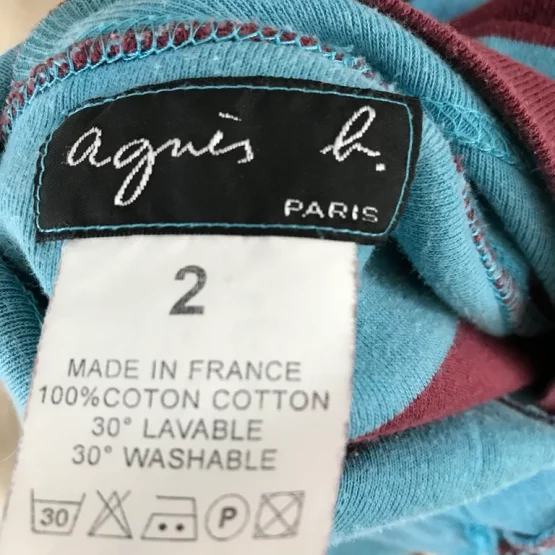 agnès b.
PARIS
2
MADE IN FRANCE
100%COTON COTTON
30° LAVABLE
30° WASHABLE
30 P